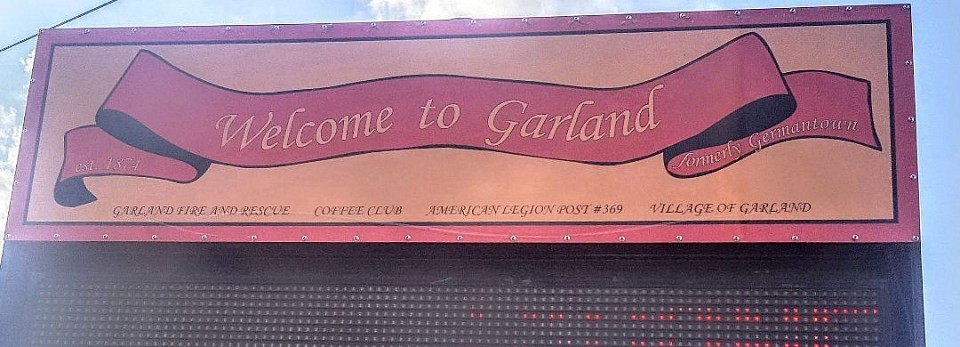 Welcome to Garland
est. 1874
formerly Germantown
GARLAND FIRE AND RESCUE COFFEE CLUB AMERICAN LEGION POST #369 VILLAGE OF GARLAND